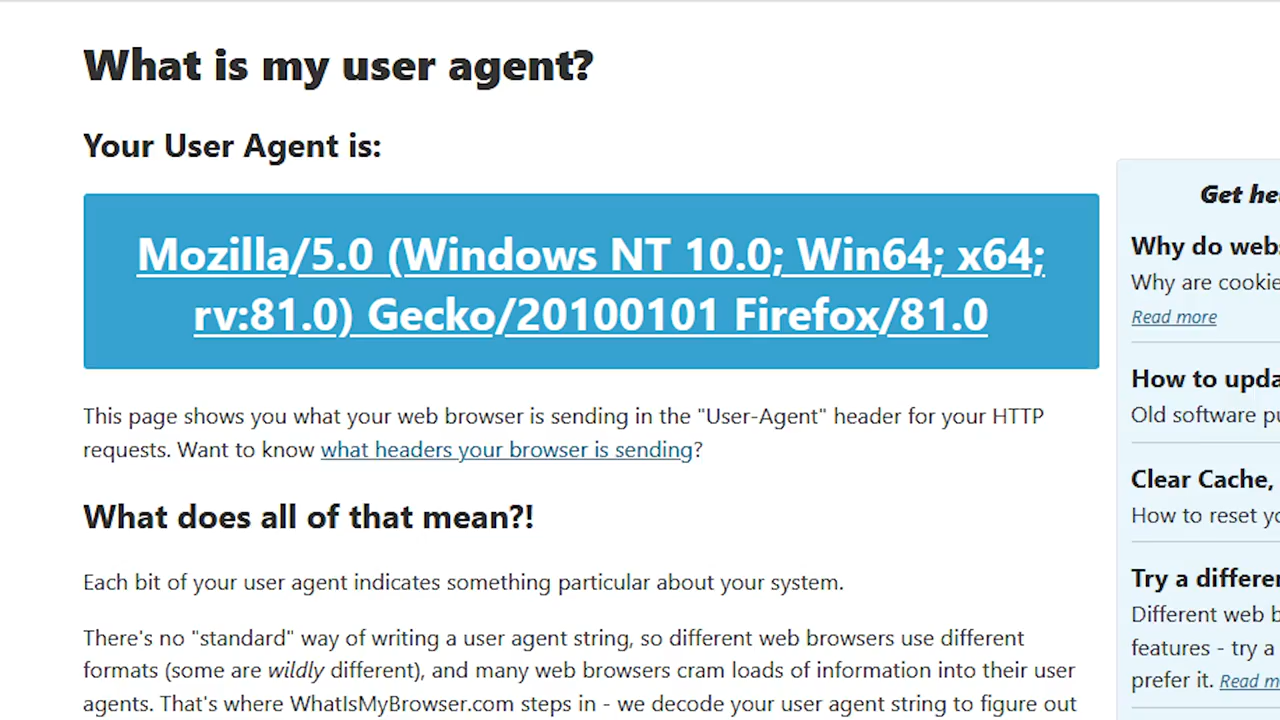 What is my user agent?
Your User Agent is:
Mozilla/5.0 (Windows NT 10.0; Win64; x64;
rv:81.0) Gecko/20100101 Firefox/81.0
This page shows you what your web browser is sending in the "User-Agent" header for your HTTP
requests. Want to know what headers your browser is sending?
What does all of that mean?!
Each bit of your user agent indicates something particular about your system.
There's no "standard" way of writing a user agent string, so different web browsers use different
formats (some are wildly different), and many web browsers cram loads of information into their user
agents. That's where WhatIsMyBrowser.com steps in - we decode your user agent string to figure out
Get
Why do
Why are
Read more
How to
Old software
Clear Cache,
How to reset
Try a
Different web
features - try a
prefer it. Read